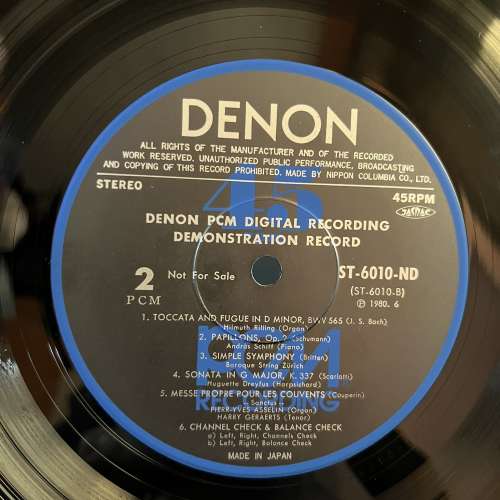 DENON
ALL RIGHTS OF THE MANUFACTURER AND OF THE RECORDED
WORK RESERVED. UNAUTHORIZED PUBLIC PERFORMANCE, BROADCASTING
AND COPYING OF THIS RECORD PROHIBITED. MADE BY NIPPON COLUMBIA CO., LTD.
STEREO
45RPM
45
JASRAC
DENON PCM DIGITAL RECORDING
DEMONSTRATION RECORD
2 Not For Sale
PCM
ST-6010-ND
(ST-6010-B)
Ⓟ 1980. 6
1. TOCCATA AND FUGUE IN D MINOR, BWV 565 (J. S. Bach)
Helmuth Rilling (Organ)
2. PAPILLONS, Op. 2 (Schumann)
András Schiff (Piano)
3. SIMPLE SYMPHONY (Britten)
Baroque String Zürich
4. SONATA IN G MAJOR, K. 337 (Scarlatti)
Huguette Dreyfus (Harpsichord)
5. MESSE PROPRE POUR LES COUVENTS (Couperin)
- Sanctus -
PIERR-YVES ASSELIN (Organ)
HARRY GERAERTS (Tenor)
RECORDING
6. CHANNEL CHECK & BALANCE CHECK
a) Left, Right, Channels Check
b) Left, Right, Balance Check
MADE IN JAPAN